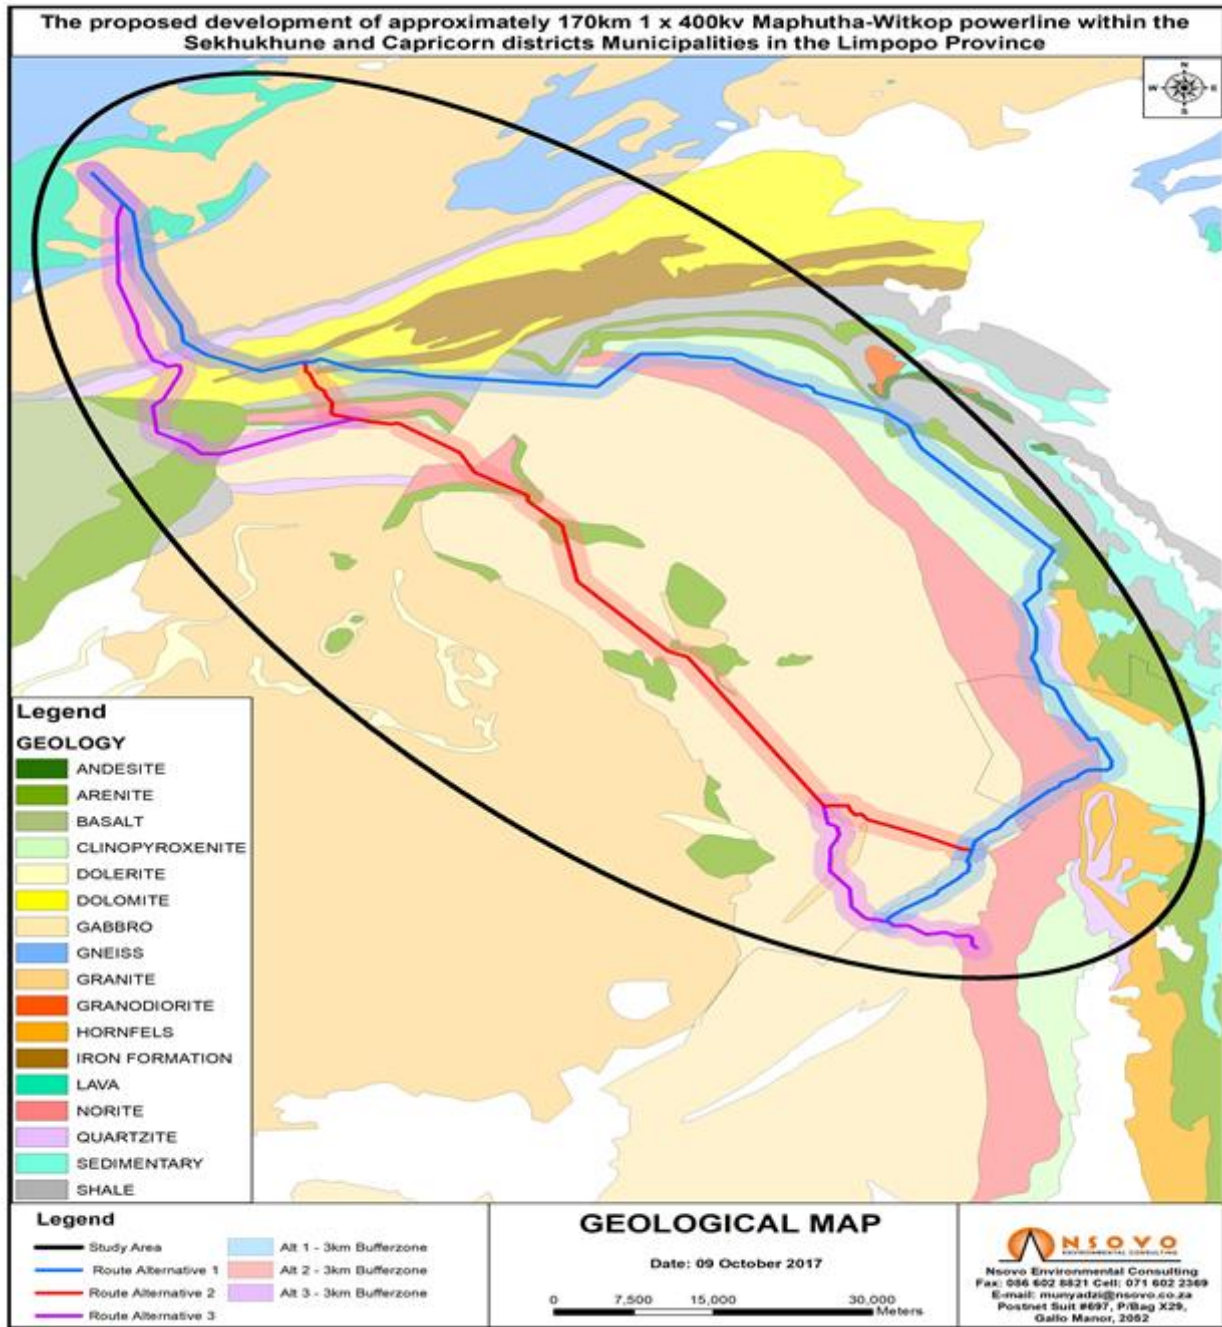 The proposed development of approximately 170km 1 x 400kv Maphutha-Witkop powerline within the
Sekhukhune and Capricorn districts Municipalities in the Limpopo Province
N
W
E
S
Legend
GEOLOGY
ANDESITE
ARENITE
BASALT
CLINOPYROXENITE
DOLERITE
DOLOMITE
GABBRO
GNEISS
GRANITE
GRANODIORITE
HORNFELS
IRON FORMATION
LAVA
NORITE
QUARTZITE
SEDIMENTARY
SHALE
Legend
Study Area
Route Alternative 1
Route Alternative 2
Route Alternative 3
Alt 1 - 3km Bufferzone
Alt 2 - 3km Bufferzone
Alt 3 - 3km Bufferzone
GEOLOGICAL MAP
Date: 09 October 2017
0 7,500 15,000 30,000
Meters
NSOVO
ENVIRONMENTAL CONSULTING
Nsovo Environmental Consulting
Fax: 086 602 8821 Cell: 071 602 2369
E-mail: munyadzi@nsovo.co.za
Postnet Suit #697, P/Bag X29,
Gallo Manor, 2052